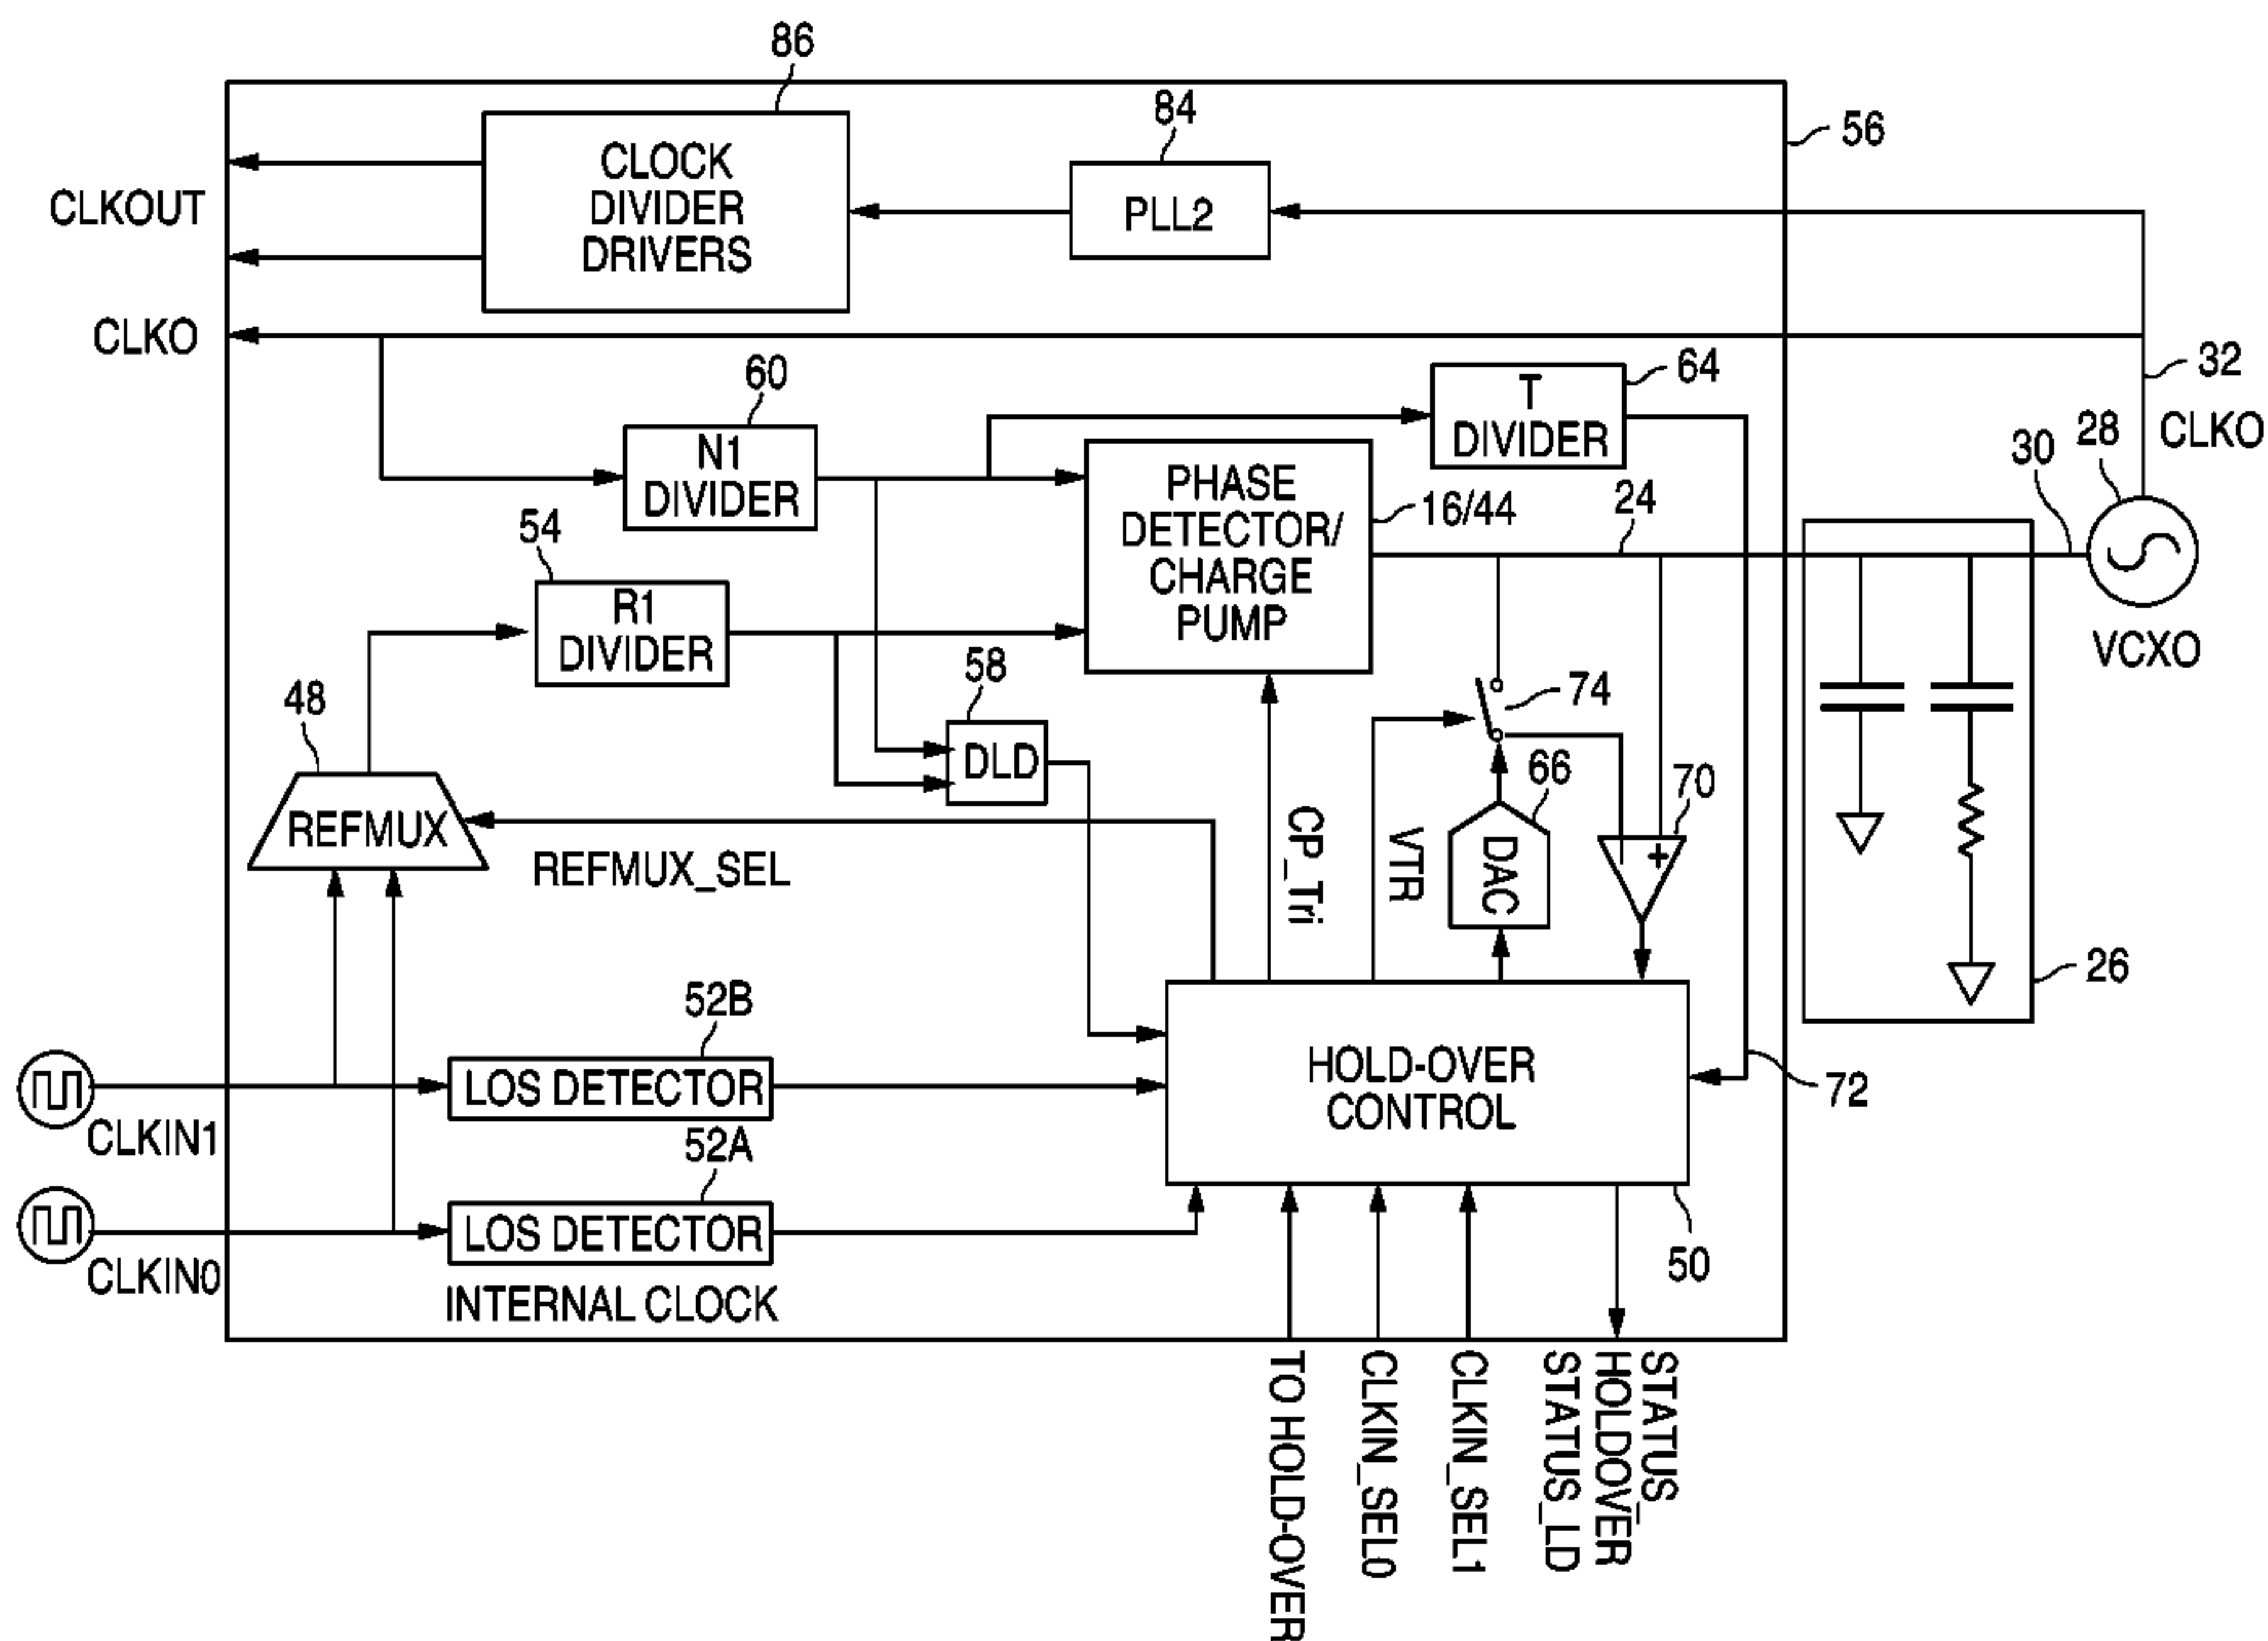 86
CLOCK
DIVIDER
DRIVERS
84
PLL2
56
CLKOUT
CLKO
60
N1
DIVIDER
T
DIVIDER
64
32
CLKO
28
30
VCXO
54
R1
DIVIDER
PHASE
DETECTOR/
CHARGE
PUMP
16/44
24
58
DLD
74
48
REFMUX
REFMUX_SEL
CP_Tri
VTR
66
DAC
70
+
26
52B
LOS DETECTOR
CLKIN1
52A
LOS DETECTOR
CLKIN0
INTERNAL CLOCK
HOLD-OVER
CONTROL
72
50
TO HOLD-OVER
CLKIN_SEL0
CLKIN_SEL1
STATUS_LD
STATUS_
HOLDOVER